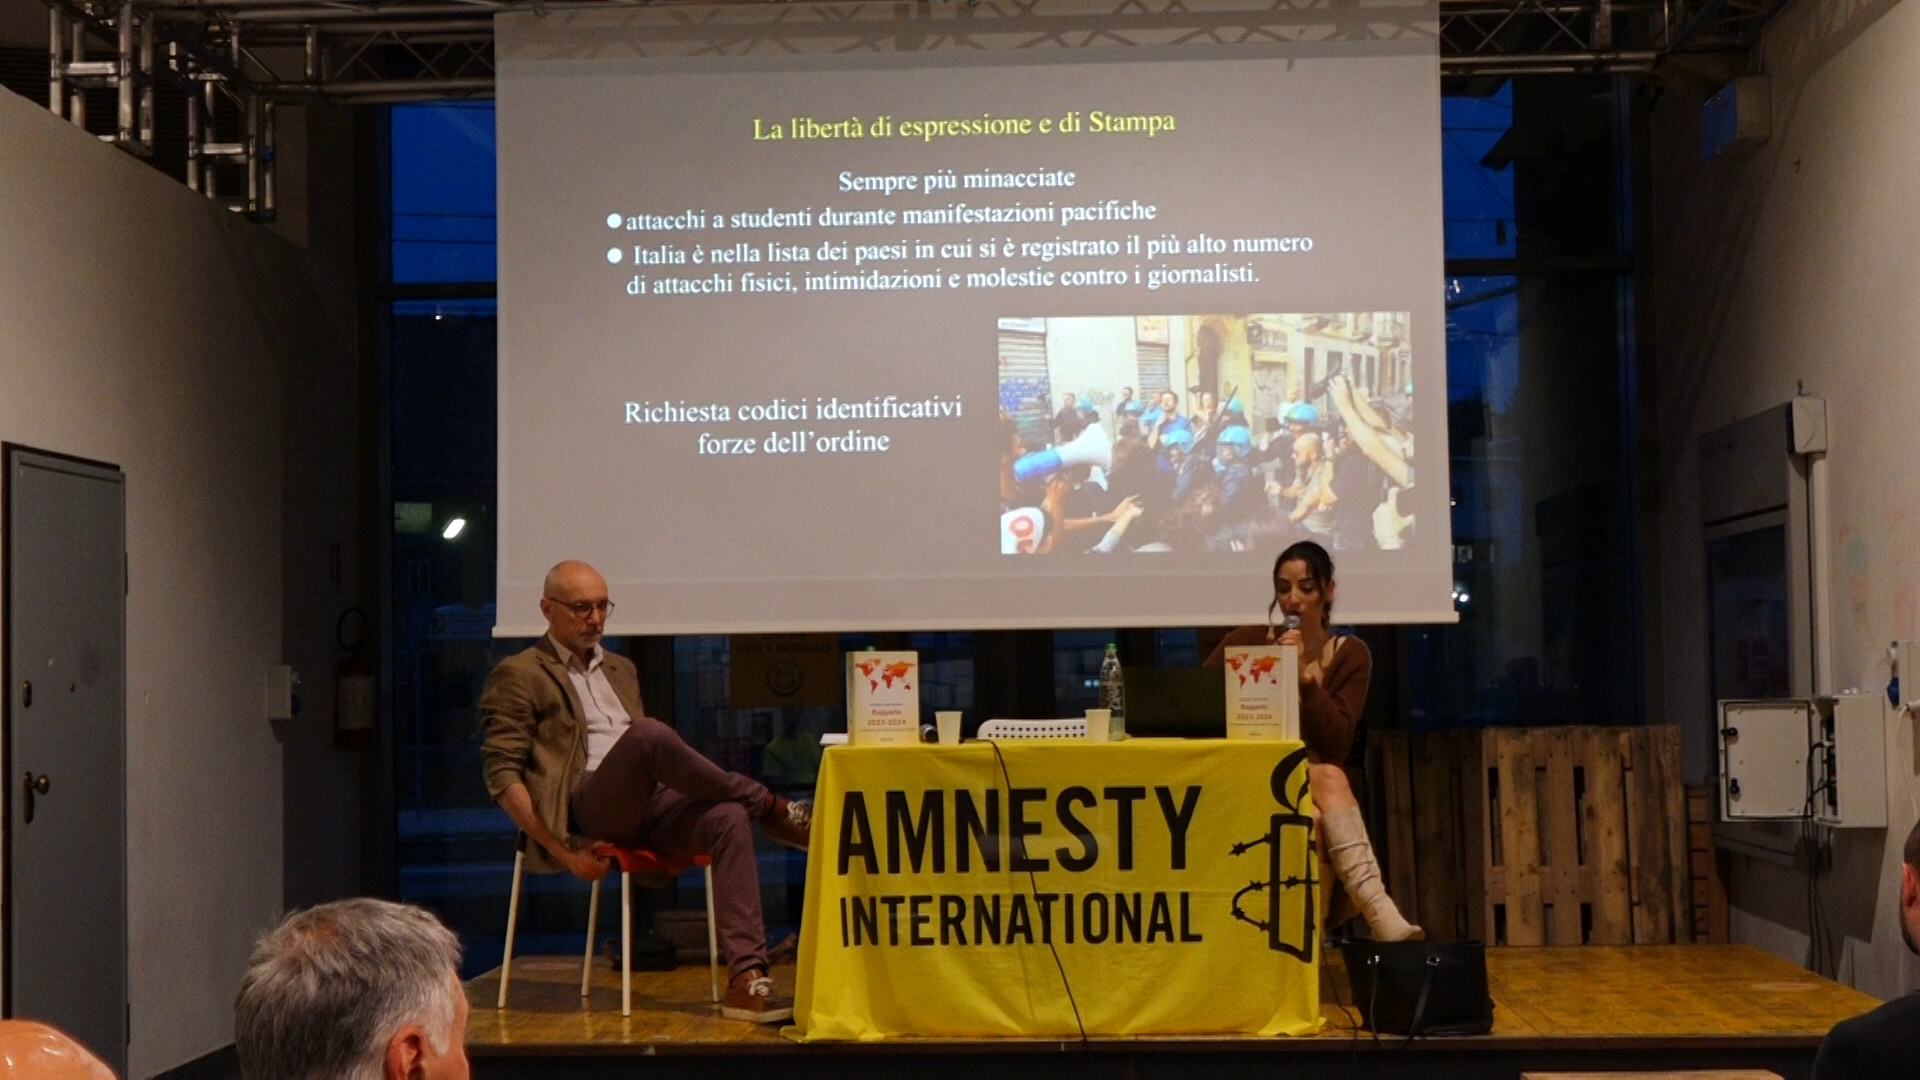 La libertà di espressione e di Stampa
Sempre più minacciate
attacchi a studenti durante manifestazioni pacifiche
Italia è nella lista dei paesi in cui si è registrato il più alto numero
di attacchi fisici, intimidazioni e molestie contro i giornalisti.
Richiesta codici identificativi
forze dell'ordine
Rapporto
2023-2024
Rapporto
2023-2024
AMNESTY
INTERNATIONAL